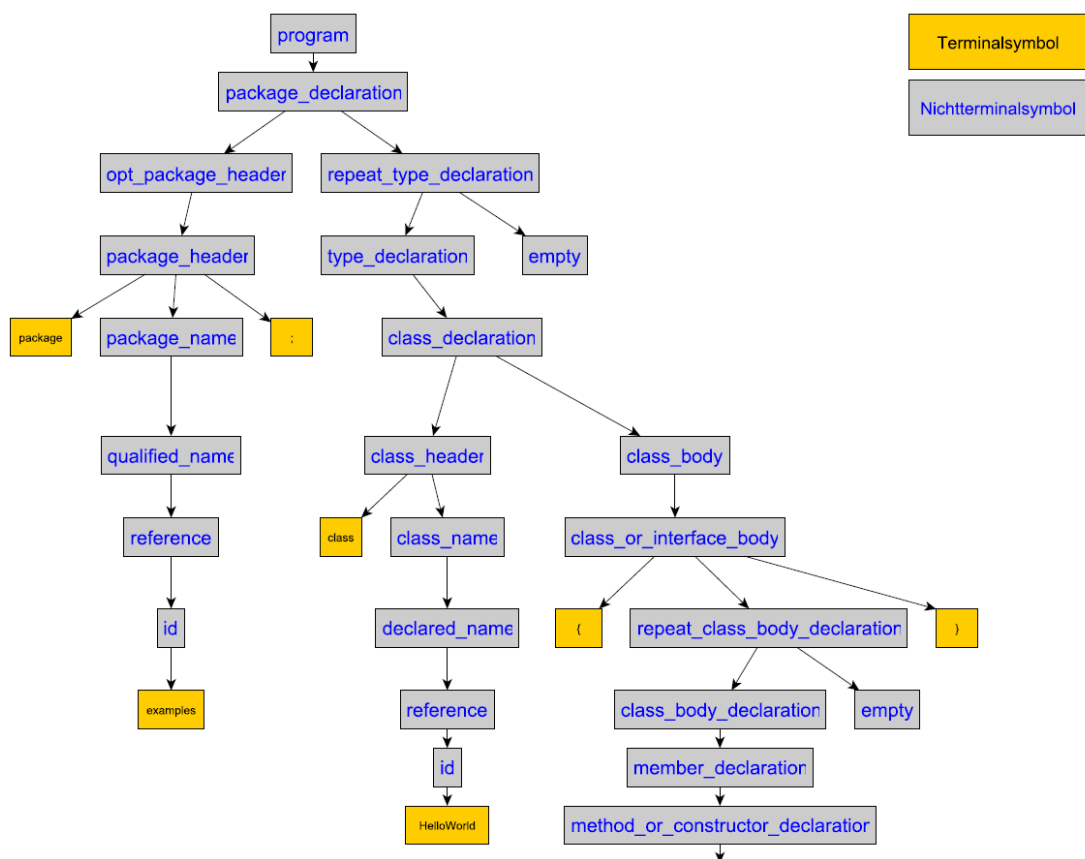 program
Terminalsymbol
package_declaration
Nichtterminalsymbol
opt_package_header
repeat_type_declaration
package_header
type_declaration
empty
package
package_name
;
class_declaration
qualified_name
class_header
class_body
reference
class
class_name
class_or_interface_body
id
declared_name
{
repeat_class_body_declaration
}
examples
reference
class_body_declaration
empty
id
member_declaration
HelloWorld
method_or_constructor_declaration